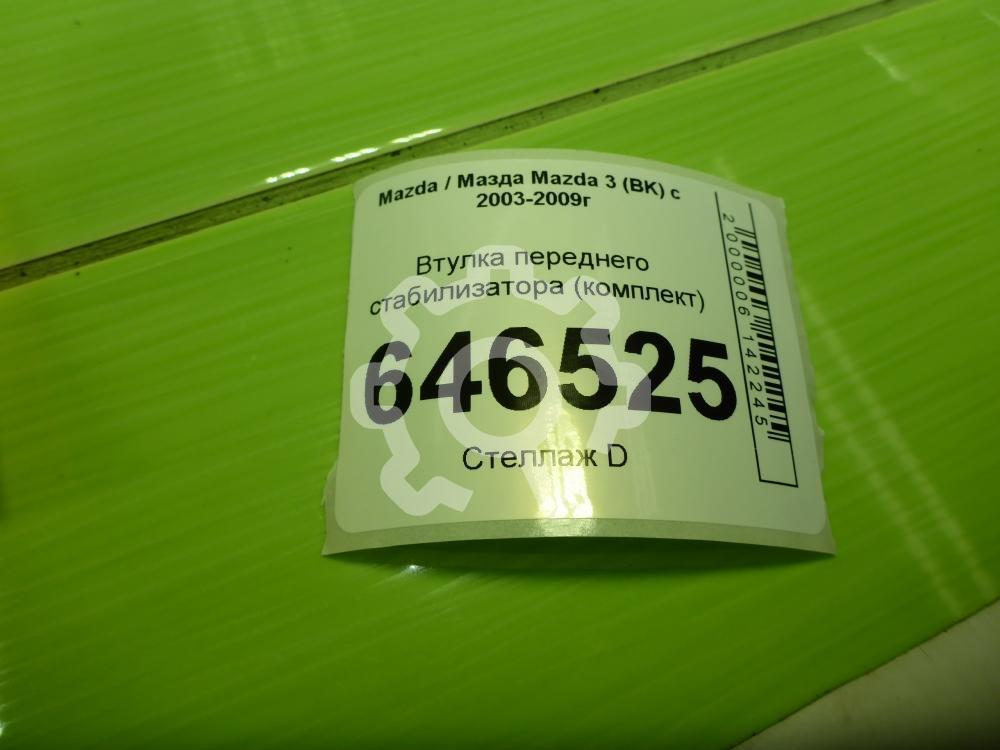 Mazda / Мазда Mazda 3 (BK) с
2003-2009г
Втулка переднего
стабилизатора (комплект)
646525
Стеллаж D
2000006142245